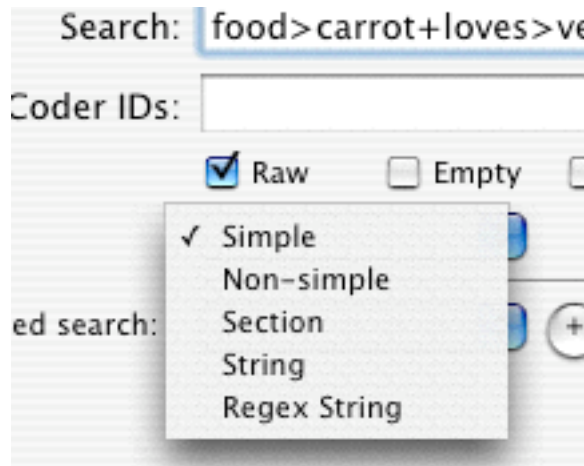 Search: food>carrot+loves>ve
Coder IDs:
Raw Empty
✓ Simple
Non-simple
Section
ed search:
String
Regex String